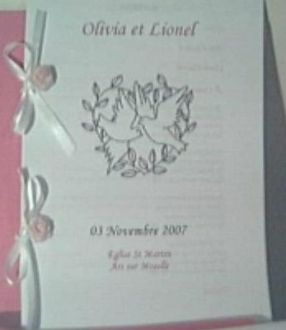 Olivia et Lionel
03 Novembre 2007
Eglise St Martin
Ars sur Moselle